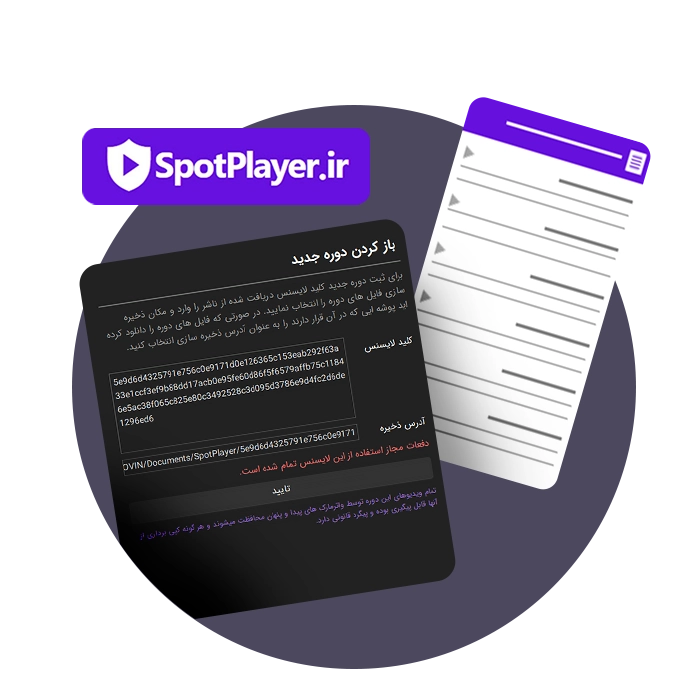 SpotPlayer.ir
باز کردن دوره جدید
برای ثبت دوره جدید کلید لایسنس دریافت شده از ناشر را وارد و مکان ذخیره
سازی فایل های دوره را انتخاب نمایید. در صورتی که فایل های دوره را دانلود کرده
اید پوشه ایی که در آن قرار دارند را به عنوان آدرس ذخیره سازی انتخاب کنید.
کلید لایسنس
5e9d6d4325791e756c0e9171d0e126365c153eab292f63a
33e1ccf3ef9b88dd17acb0e95fe60d86f5f6579affb75c1184
6e5ac38f065c825e80c3492528c3d095d3786e9d4fc2d6de
1296ed6
آدرس ذخیره
OVIN/Documents/SpotPlayer/5e9d6d4325791e756c0e9171
دفعات مجاز استفاده از این لایسنس تمام شده است.
تایید
تمام ویدیوهای این دوره توسط واترمارک های پیدا و پنهان محافظت میشوند و هر گونه کپی برداری از
آنها قابل پیگیری بوده و پیگرد قانونی دارد.